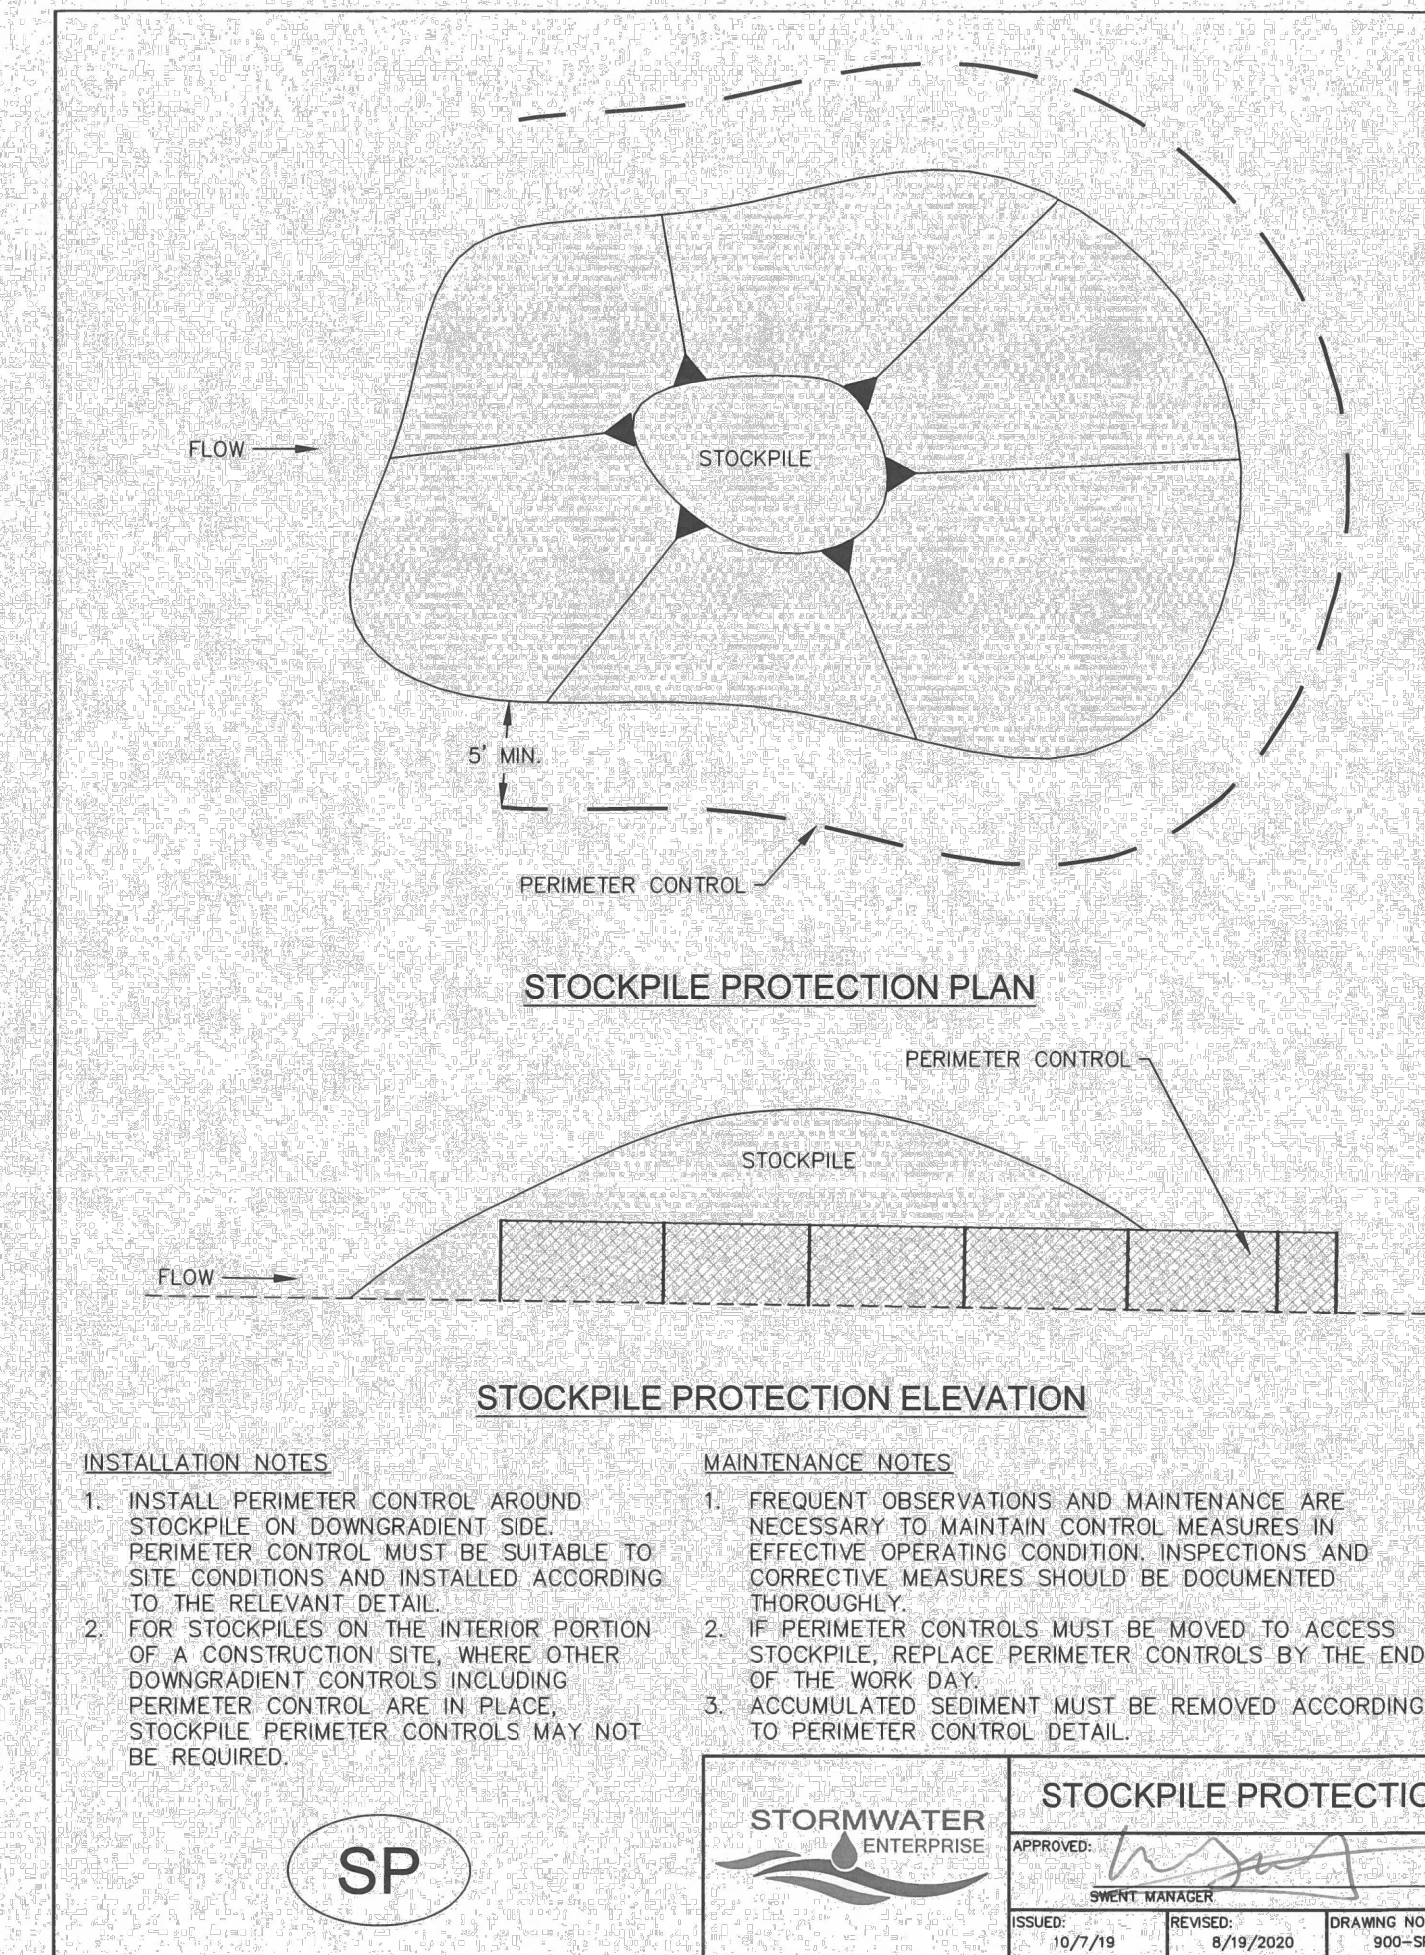 FLOW
STOCKPILE
5' MIN.
PERIMETER CONTROL
STOCKPILE PROTECTION PLAN
PERIMETER CONTROL
STOCKPILE
FLOW
STOCKPILE PROTECTION ELEVATION
INSTALLATION NOTES
1. INSTALL PERIMETER CONTROL AROUND
STOCKPILE ON DOWNGRADIENT SIDE.
PERIMETER CONTROL MUST BE SUITABLE TO
SITE CONDITIONS AND INSTALLED ACCORDING
TO THE RELEVANT DETAIL.
2. FOR STOCKPILES ON THE INTERIOR PORTION
OF A CONSTRUCTION SITE, WHERE OTHER
DOWNGRADIENT CONTROLS INCLUDING
PERIMETER CONTROL ARE IN PLACE,
STOCKPILE PERIMETER CONTROLS MAY NOT
BE REQUIRED.
MAINTENANCE NOTES
1. FREQUENT OBSERVATIONS AND MAINTENANCE ARE
NECESSARY TO MAINTAIN CONTROL MEASURES IN
EFFECTIVE OPERATING CONDITION. INSPECTIONS AND
CORRECTIVE MEASURES SHOULD BE DOCUMENTED
THOROUGHLY.
2. IF PERIMETER CONTROLS MUST BE MOVED TO ACCESS
STOCKPILE, REPLACE PERIMETER CONTROLS BY THE END
OF THE WORK DAY.
3. ACCUMULATED SEDIMENT MUST BE REMOVED ACCORDING
TO PERIMETER CONTROL DETAIL.
SP
STORMWATER
ENTERPRISE
STOCKPILE PROTECTIO
APPROVED:
SWENT MANAGER
ISSUED:
10/7/19
REVISED:
8/19/2020
DRAWING NO
900-S